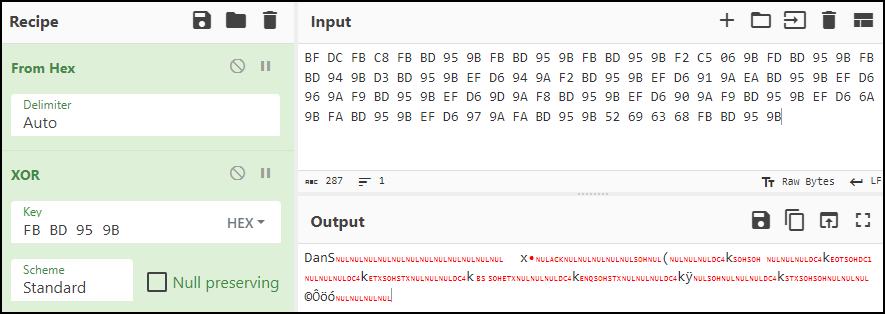 Recipe
From Hex
Delimiter
Auto
XOR
Key
FB BD 95 9B
HEX
Scheme
Standard
Null preserving
Input
BF DC FB C8 FB BD 95 9B FB BD 95 9B FB BD 95 9B F2 C5 06 9B FD BD 95 9B FB
BD 94 9B D3 BD 95 9B EF D6 94 9A F2 BD 95 9B EF D6 91 9A EA BD 95 9B EF D6
96 9A F9 BD 95 9B EF D6 9D 9A F8 BD 95 9B EF D6 90 9A F9 BD 95 9B EF D6 6A
9B FA BD 95 9B EF D6 97 9A FA BD 95 9B 52 69 63 68 FB BD 95 9B
ABC 287 1 Raw Bytes LF
Output
DanSNULNULNULNULNULNULNULNULNULNULNULNUL x•NULACKNULNULNULNULNULSOHNUL(NULNULNULDC4kSOHSOH NULNULNULDC4kEOTSOHDC1
NULNULNULDC4kETXSOHSTXNULNULNULDC4kBSSOHETXNULNULNULDC4kENQSOHSTXNULNULNULDC4kÿNULSOHNULNULNULDC4kSTXSOHSOHNULNULNUL
©ÔöóNULNULNULNUL